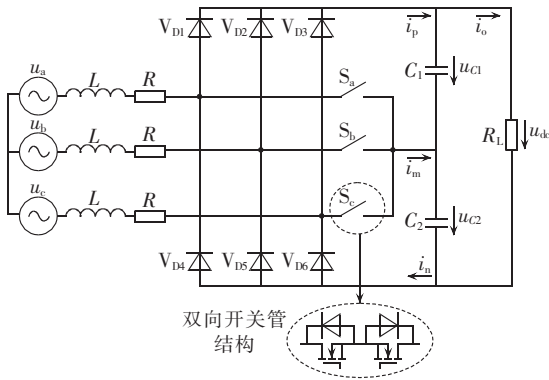 V_D1 V_D2 V_D3 i_p i_o
u_a L R S_a C_1 u_C1
u_b L R S_b R_L u_dc
i_m
u_c L R S_c C_2 u_C2
V_D4 V_D5 V_D6 i_n
双向开关管
结构